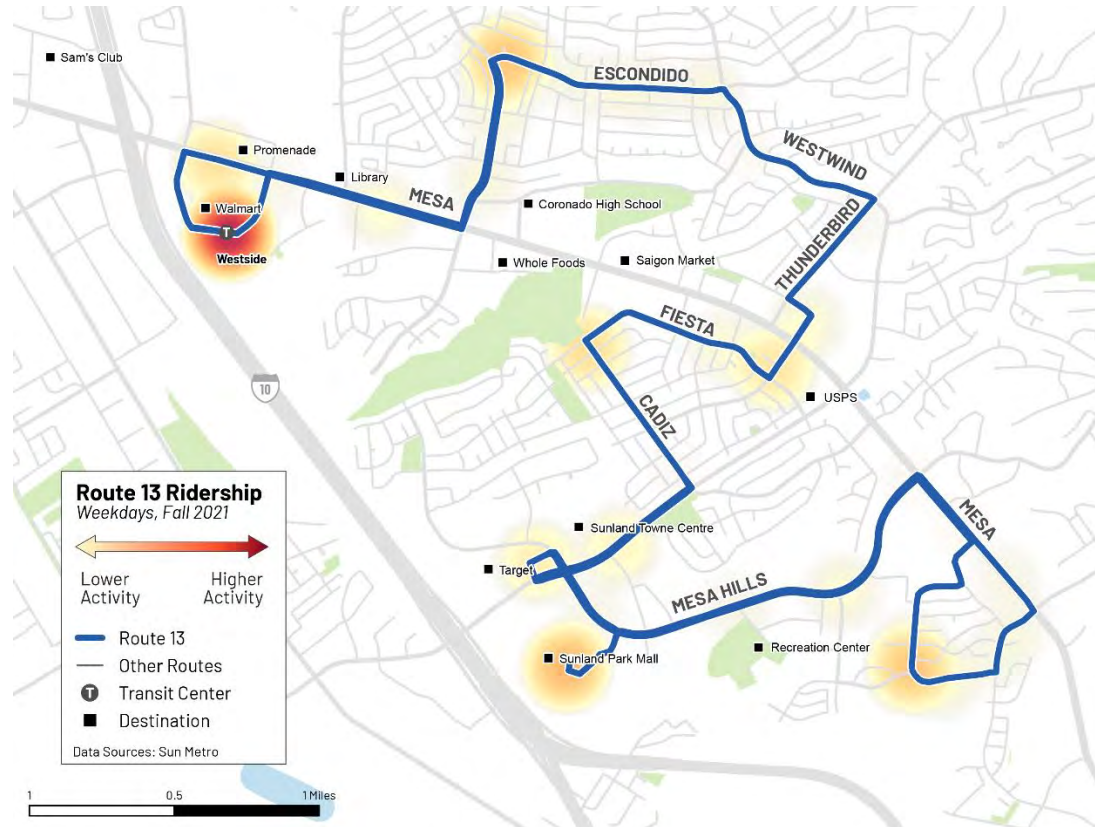 Sam's Club
ESCONDIDO
Promenade
WESTWIND
Library
MESA
Walmart
Coronado High School
T
Westside
THUNDERBIRD
Whole Foods
Saigon Market
FIESTA
10
CADIZ
USPS
Route 13 Ridership
Weekdays, Fall 2021
Lower Activity
Higher Activity
Route 13
Other Routes
T Transit Center
Destination
Data Sources: Sun Metro
MESA
Sunland Towne Centre
Target
MESA HILLS
Recreation Center
Sunland Park Mall
1 0.5 1 Miles